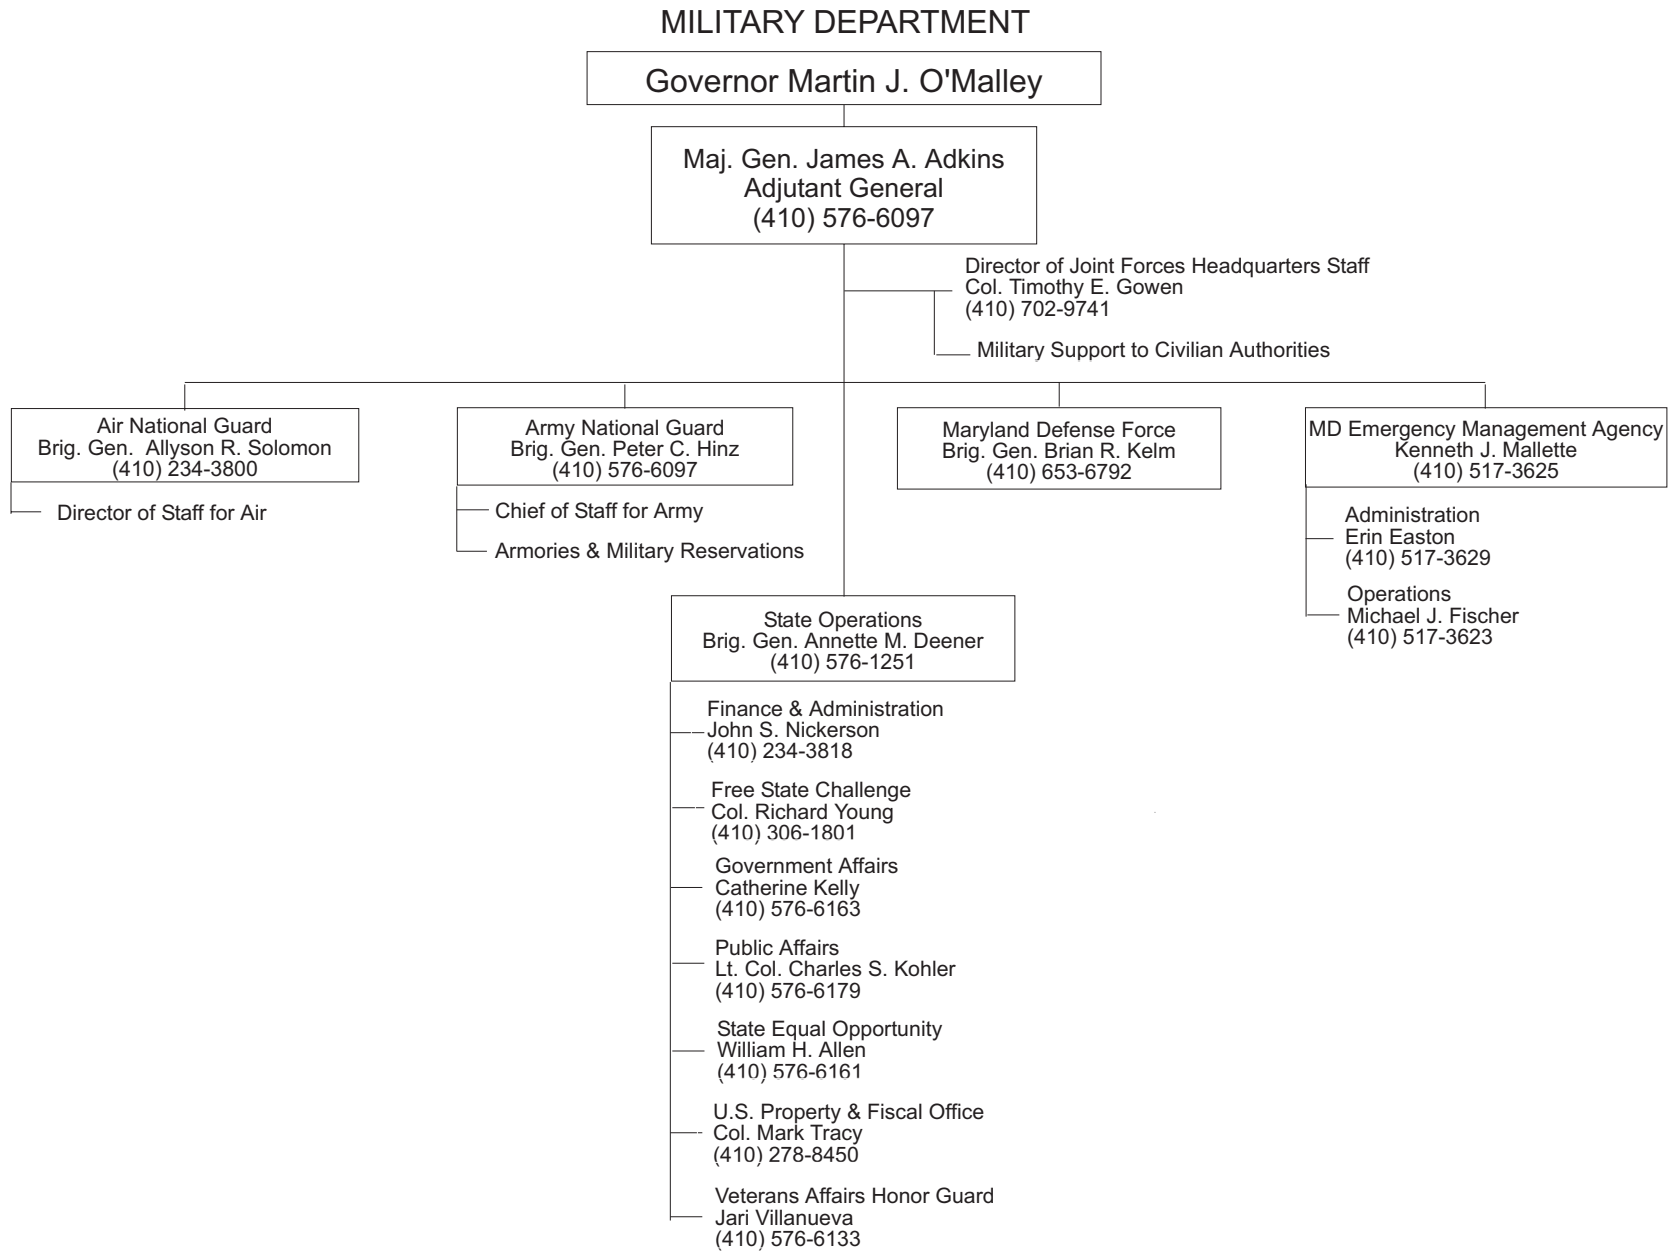 MILITARY DEPARTMENT
Governor Martin J. O'Malley
Maj. Gen. James A. Adkins
Adjutant General
(410) 576-6097
Director of Joint Forces Headquarters Staff
Col. Timothy E. Gowen
(410) 702-9741
Military Support to Civilian Authorities
Air National Guard
Brig. Gen. Allyson R. Solomon
(410) 234-3800
Director of Staff for Air
Army National Guard
Brig. Gen. Peter C. Hinz
(410) 576-6097
Chief of Staff for Army
Armories & Military Reservations
Maryland Defense Force
Brig. Gen. Brian R. Kelm
(410) 653-6792
MD Emergency Management Agency
Kenneth J. Mallette
(410) 517-3625
Administration
Erin Easton
(410) 517-3629
Operations
Michael J. Fischer
(410) 517-3623
State Operations
Brig. Gen. Annette M. Deener
(410) 576-1251
Finance & Administration
John S. Nickerson
(410) 234-3818
Free State Challenge
Col. Richard Young
(410) 306-1801
Government Affairs
Catherine Kelly
(410) 576-6163
Public Affairs
Lt. Col. Charles S. Kohler
(410) 576-6179
State Equal Opportunity
William H. Allen
(410) 576-6161
U.S. Property & Fiscal Office
Col. Mark Tracy
(410) 278-8450
Veterans Affairs Honor Guard
Jari Villanueva
(410) 576-6133